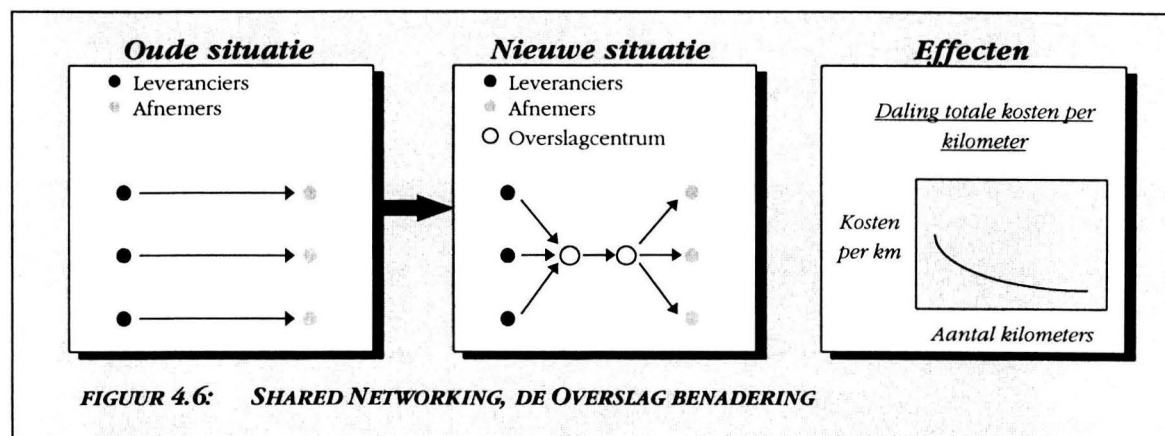 Oude situatie
Leveranciers
Afnemers
Nieuwe situatie
Leveranciers
Afnemers
Overslagcentrum
Effecten
Daling totale kosten per
kilometer
Kosten
per km
Aantal kilometers
FIGUUR 4.6: SHARED NETWORKING, DE OVERSLAG BENADERING